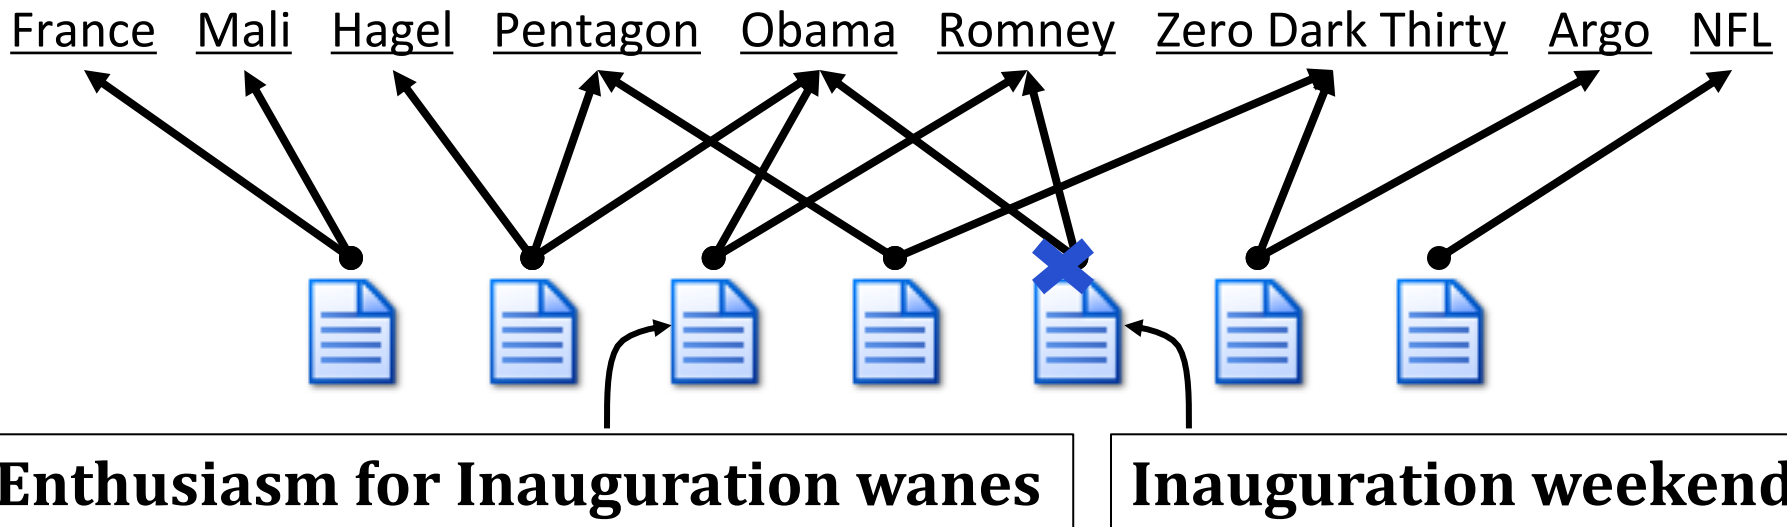 France Mali Hagel Pentagon Obama Romney Zero Dark Thirty Argo NFL
Enthusiasm for Inauguration wanes Inauguration weekend